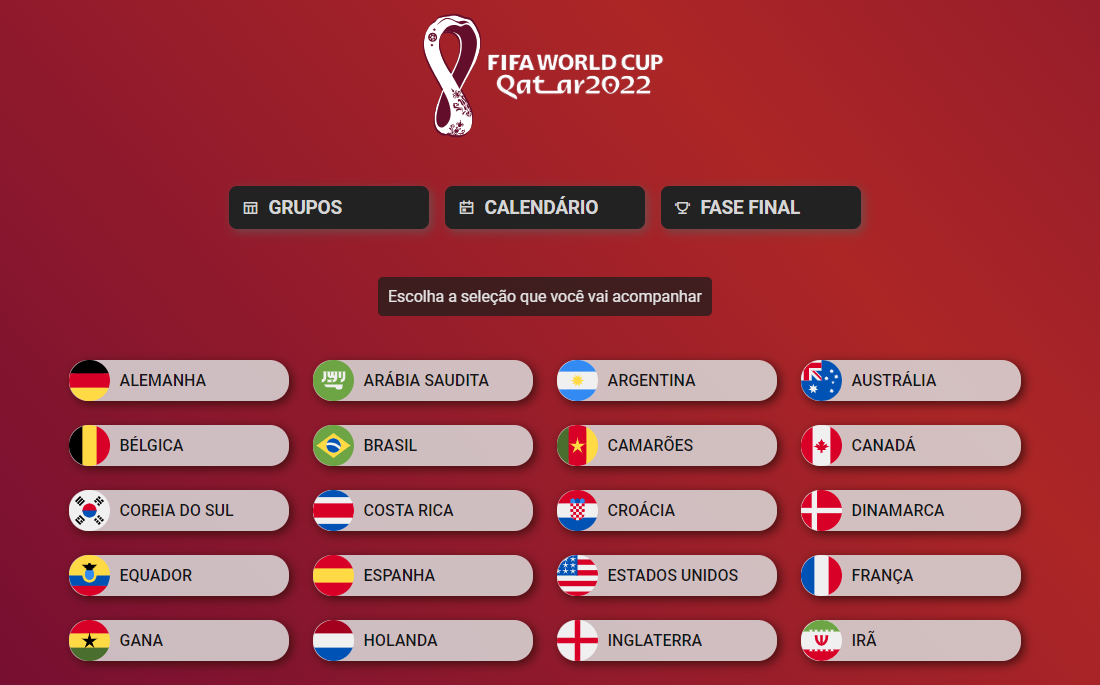 FIFA WORLD CUP
Qatar2022
GRUPOS
CALENDÁRIO
FASE FINAL
Escolha a seleção que você vai acompanhar
ALEMANHA
ARÁBIA SAUDITA
ARGENTINA
AUSTRÁLIA
BÉLGICA
BRASIL
CAMARÕES
CANADÁ
COREIA DO SUL
COSTA RICA
CROÁCIA
DINAMARCA
EQUADOR
ESPANHA
ESTADOS UNIDOS
FRANÇA
GANA
HOLANDA
INGLATERRA
IRÃ